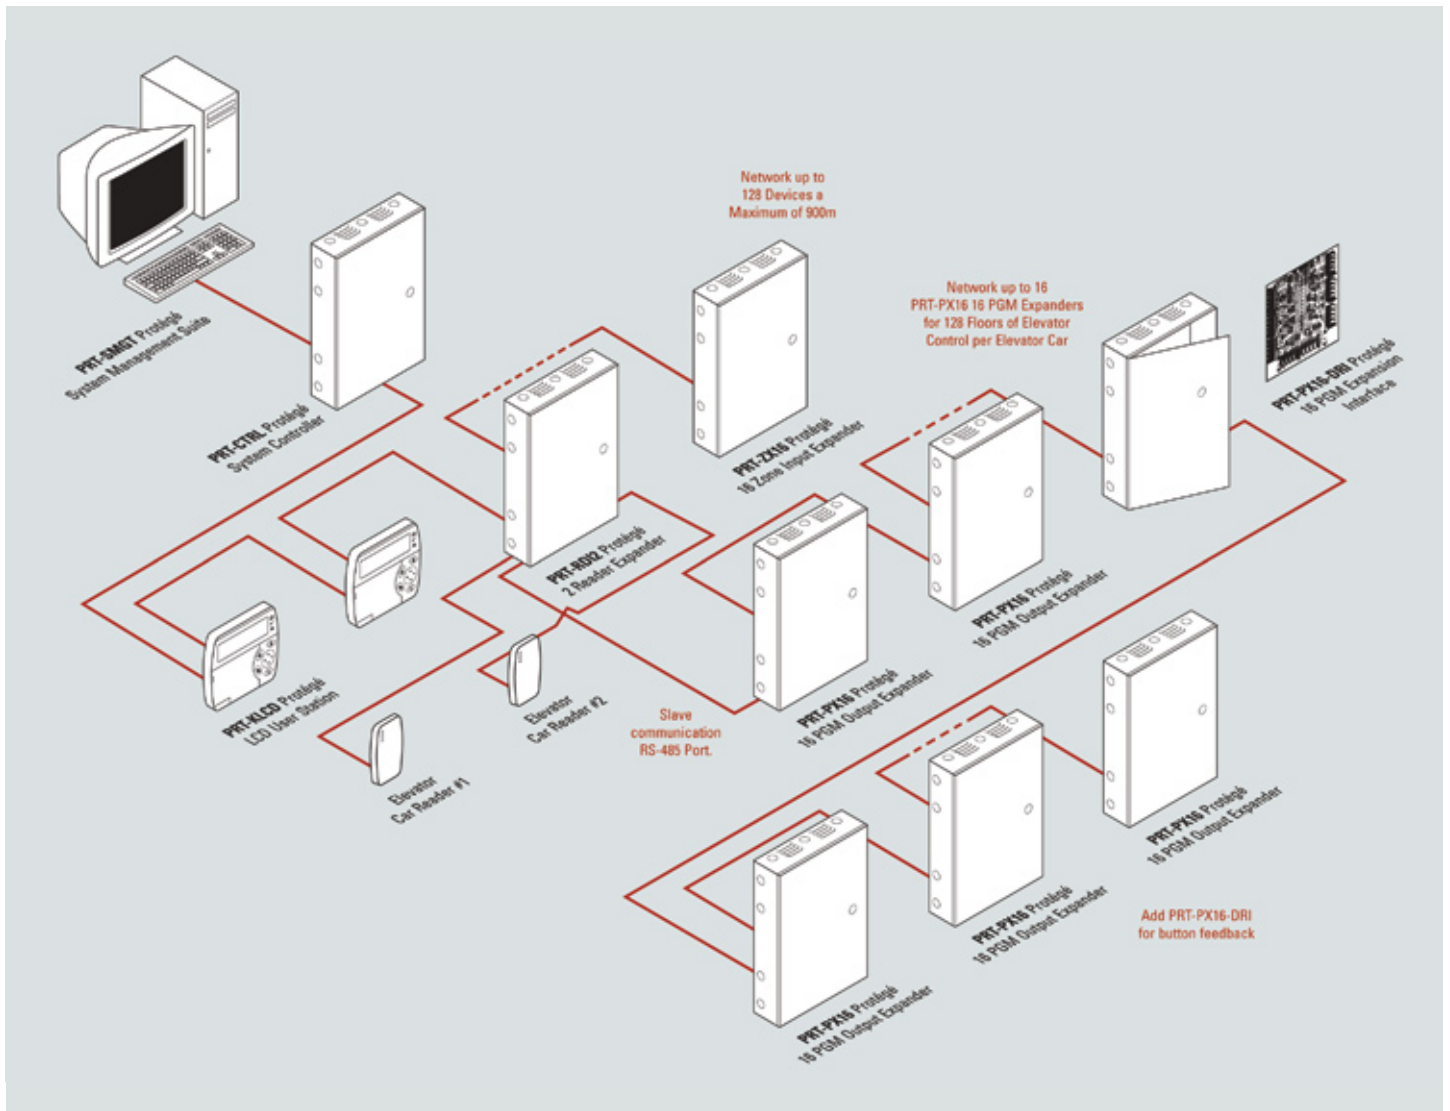 Network up to
128 Devices a
Maximum of 900m
PRT-SMGT Protégé
System Management Suite
Network up to 16
PRT-PX16 16 PGM Expanders
for 128 Floors of Elevator
Control per Elevator Car
PRT-PX16-DRI Protégé
16 PGM Expansion
Interface
PRT-CTRL Protégé
System Controller
PRT-ZX16 Protégé
16 Zone Input Expander
PRT-RDI2 Protégé
2 Reader Expander
PRT-PX16 Protégé
16 PGM Output Expander
PRT-KLCD Protégé
LCD User Station
Elevator
Car Reader #2
Slave
communication
RS-485 Port.
PRT-PX16 Protégé
16 PGM Output Expander
Elevator
Car Reader #1
PRT-PX16 Protégé
16 PGM Output Expander
PRT-PX16 Protégé
16 PGM Output Expander
Add PRT-PX16-DRI
for button feedback
PRT-PX16 Protégé
16 PGM Output Expander